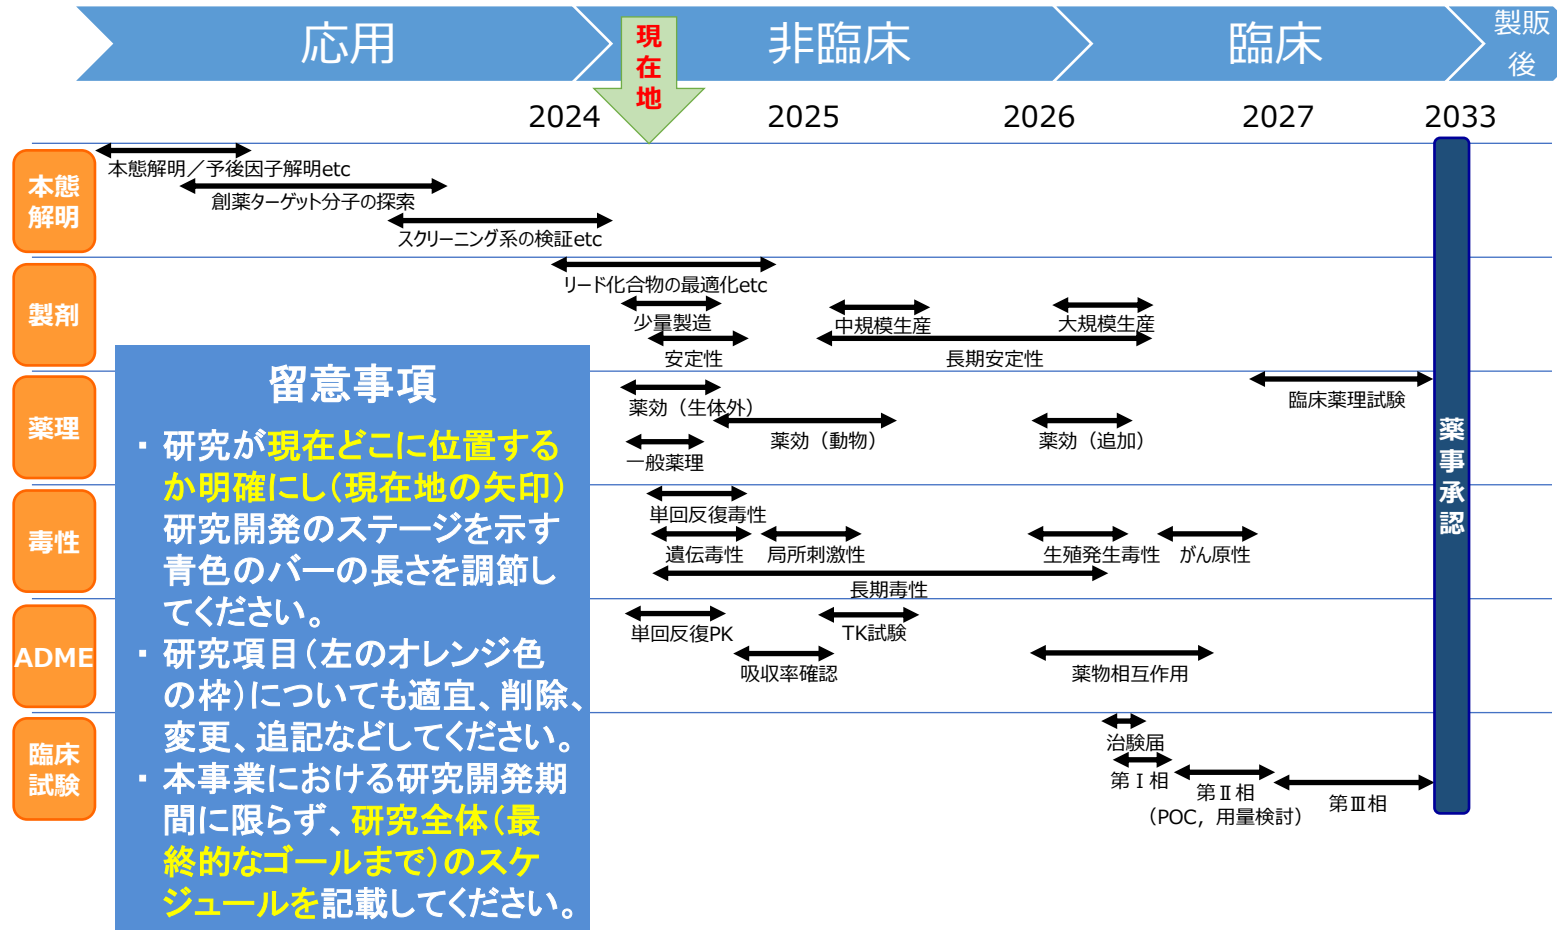 応用
現
在
地
非臨床
臨床
製販
後
2024
2025
2026
2027
2033
本態
解明
本態解明／予後因子解明etc
創薬ターゲット分子の探索
スクリーニング系の検証etc
製剤
リード化合物の最適化etc
少量製造
中規模生産
大規模生産
安定性
長期安定性
薬理
薬効（生体外）
薬効（動物）
薬効（追加）
一般薬理
臨床薬理試験
毒性
単回反復毒性
遺伝毒性
局所刺激性
生殖発生毒性
がん原性
長期毒性
ADME
単回反復PK
TK試験
吸収率確認
薬物相互作用
臨床
試験
治験届
第Ⅰ相
第Ⅱ相
（POC，用量検討）
第Ⅲ相
薬
事
承
認
留意事項
・研究が現在どこに位置する
か明確にし（現在地の矢印）
研究開発のステージを示す
青色のバーの長さを調節し
てください。
・研究項目（左のオレンジ色
の枠）についても適宜、削除、
変更、追記などしてください。
・本事業における研究開発期
間に限らず、研究全体（最
終的なゴールまで）のスケ
ジュールを記載してください。